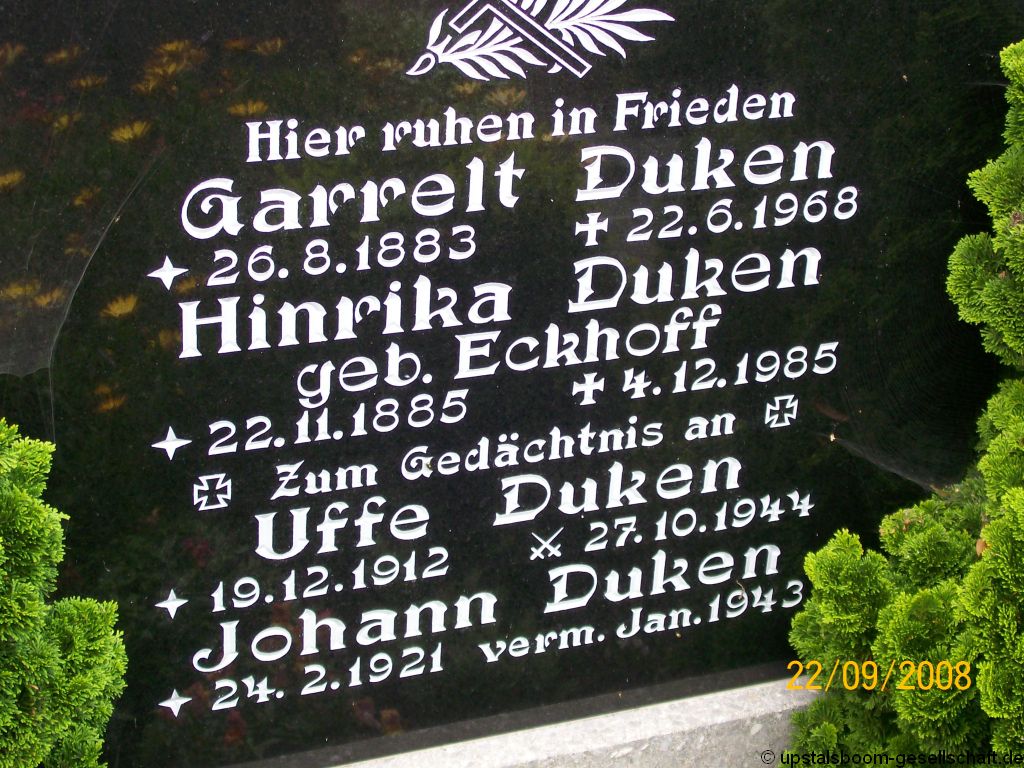 Hier ruhen in Frieden
Garrelt Duken
26.8.1883 ✝ 22.6.1968
Hinrika Duken
geb. Eckhoff
22.11.1885 ✝ 4.12.1985
Zum Gedächtnis an
Uffe Duken
19.12.1912 ⚔ 27.10.1944
Johann Duken
24.2.1921 verm. Jan. 1943
22/09/2008
© upstalsboom-gesellschaft.de